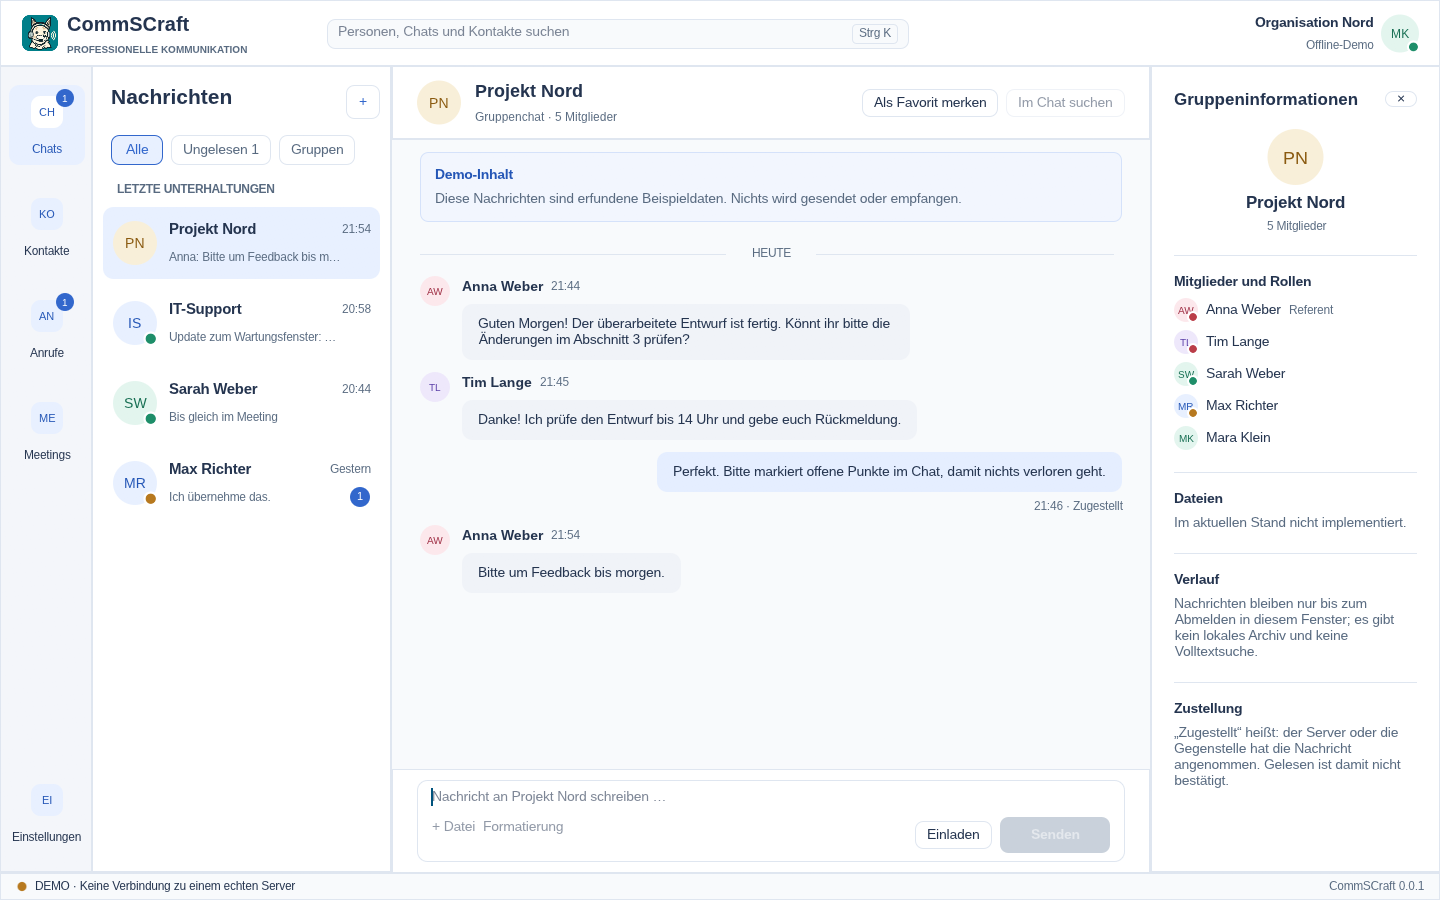 CommSCraft
PROFESSIONELLE KOMMUNIKATION
Personen, Chats und Kontakte suchen
Strg K
Organisation Nord
Offline-Demo
MK
CH
1
Chats
KO
Kontakte
AN
1
Anrufe
ME
Meetings
EI
Einstellungen
Nachrichten
+
Alle
Ungelesen 1
Gruppen
LETZTE UNTERHALTUNGEN
PN
Projekt Nord
21:54
Anna: Bitte um Feedback bis m…
IS
IT-Support
20:58
Update zum Wartungsfenster: …
SW
Sarah Weber
20:44
Bis gleich im Meeting
MR
Max Richter
Gestern
Ich übernehme das.
1
PN
Projekt Nord
Gruppenchat · 5 Mitglieder
Als Favorit merken
Im Chat suchen
Demo-Inhalt
Diese Nachrichten sind erfundene Beispieldaten. Nichts wird gesendet oder empfangen.
HEUTE
AW
Anna Weber 21:44
Guten Morgen! Der überarbeitete Entwurf ist fertig. Könnt ihr bitte die
Änderungen im Abschnitt 3 prüfen?
TL
Tim Lange 21:45
Danke! Ich prüfe den Entwurf bis 14 Uhr und gebe euch Rückmeldung.
Perfekt. Bitte markiert offene Punkte im Chat, damit nichts verloren geht.
21:46 · Zugestellt
AW
Anna Weber 21:54
Bitte um Feedback bis morgen.
Nachricht an Projekt Nord schreiben …
+ Datei Formatierung
Einladen
Senden
Gruppeninformationen
×
PN
Projekt Nord
5 Mitglieder
Mitglieder und Rollen
AW Anna Weber Referent
TL Tim Lange
SW Sarah Weber
MR Max Richter
MK Mara Klein
Dateien
Im aktuellen Stand nicht implementiert.
Verlauf
Nachrichten bleiben nur bis zum
Abmelden in diesem Fenster; es gibt
kein lokales Archiv und keine
Volltextsuche.
Zustellung
„Zugestellt“ heißt: der Server oder die
Gegenstelle hat die Nachricht
angenommen. Gelesen ist damit nicht
bestätigt.
DEMO · Keine Verbindung zu einem echten Server
CommSCraft 0.0.1